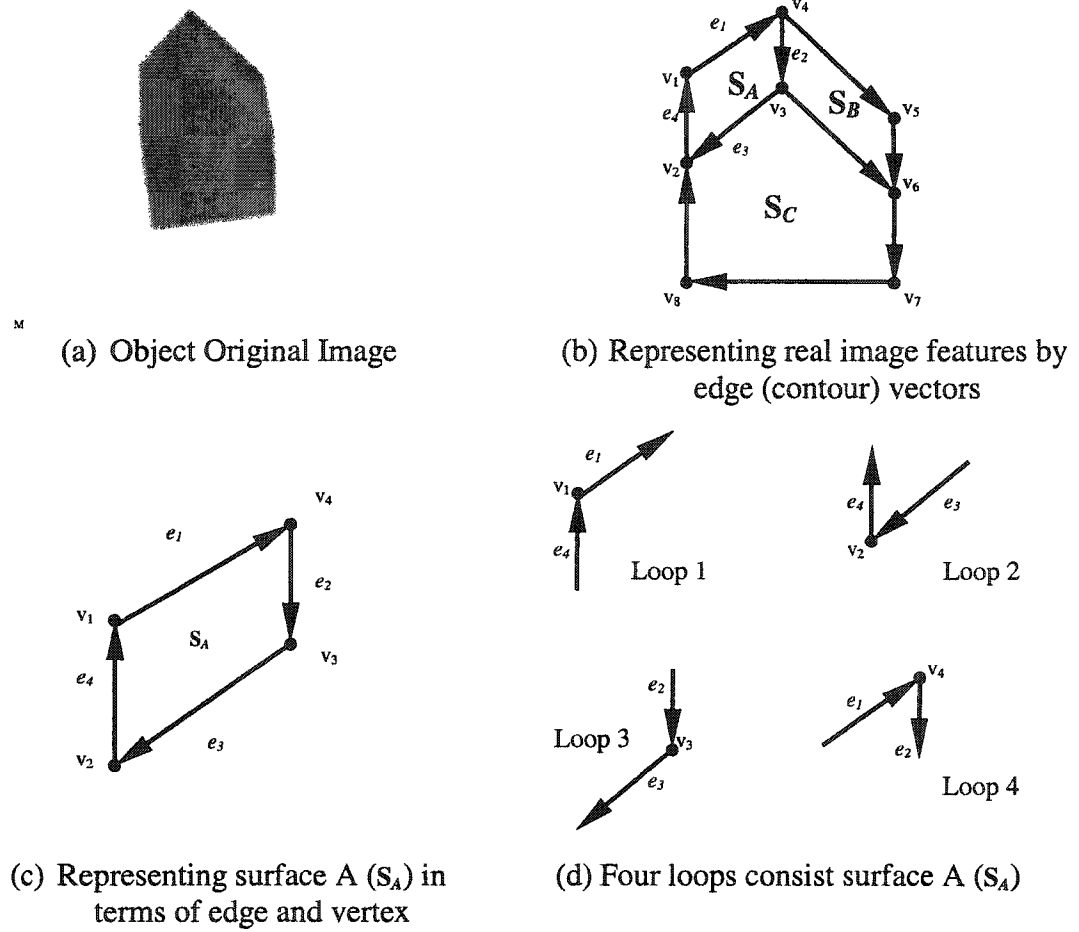 v4
e1
e2
v1
SA
v3
SB
v5
e4
e3
v2
v6
SC
v8
v7
M
(a) Object Original Image
(b) Representing real image features by
edge (contour) vectors
v4
e1
e2
v1
SA
v3
e4
e3
v2
e1
v1
e4
Loop 1
e4
e3
v2
Loop 2
e2
Loop 3
v3
e3
v4
e1
e2
Loop 4
(c) Representing surface A (SA) in
terms of edge and vertex
(d) Four loops consist surface A (SA)